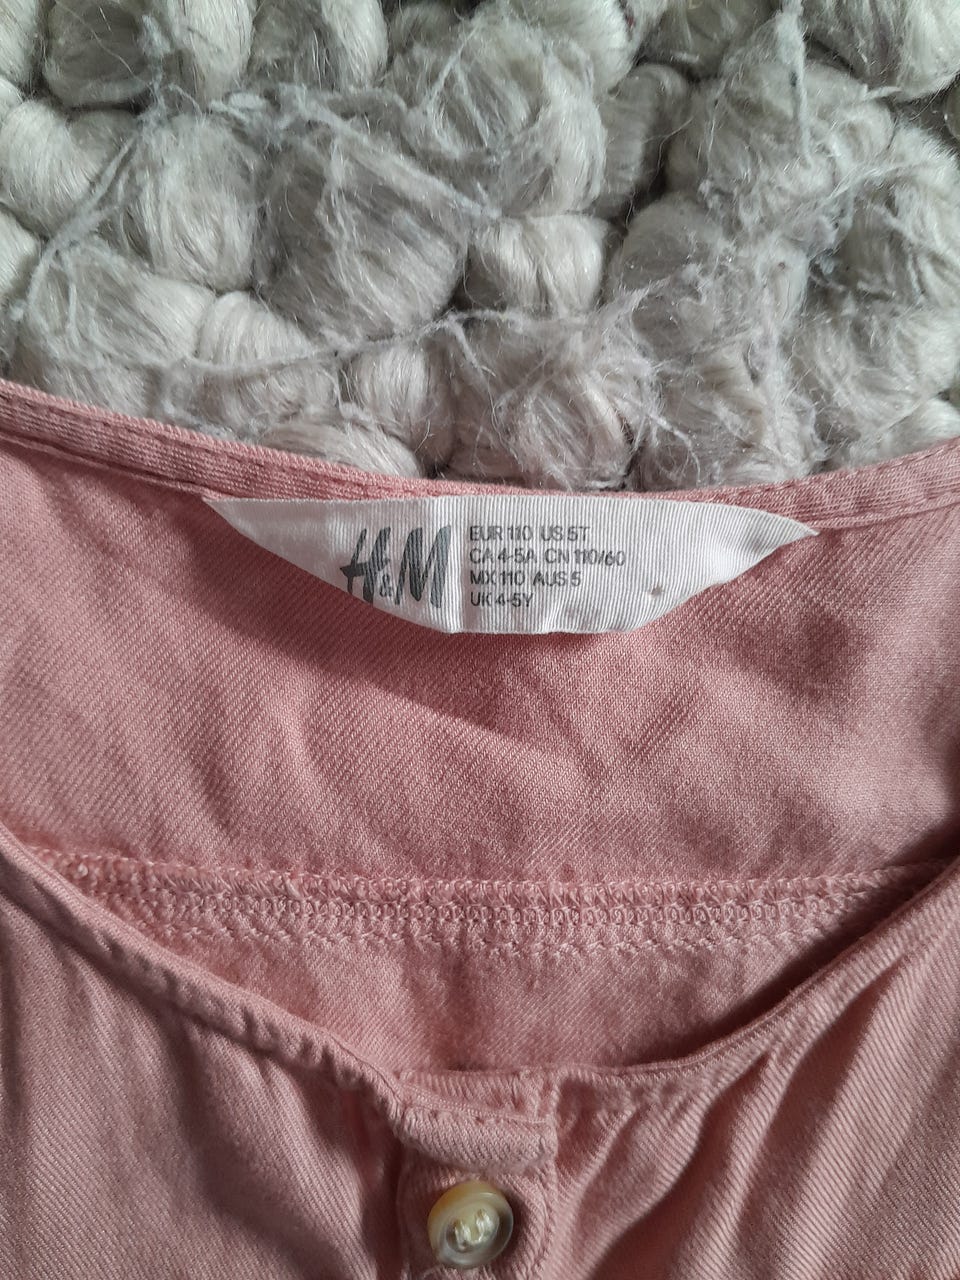 H&M
EUR 110 US 5T
CA 4-5A CN 110/60
MX 110 AUS 5
UK 4-5Y